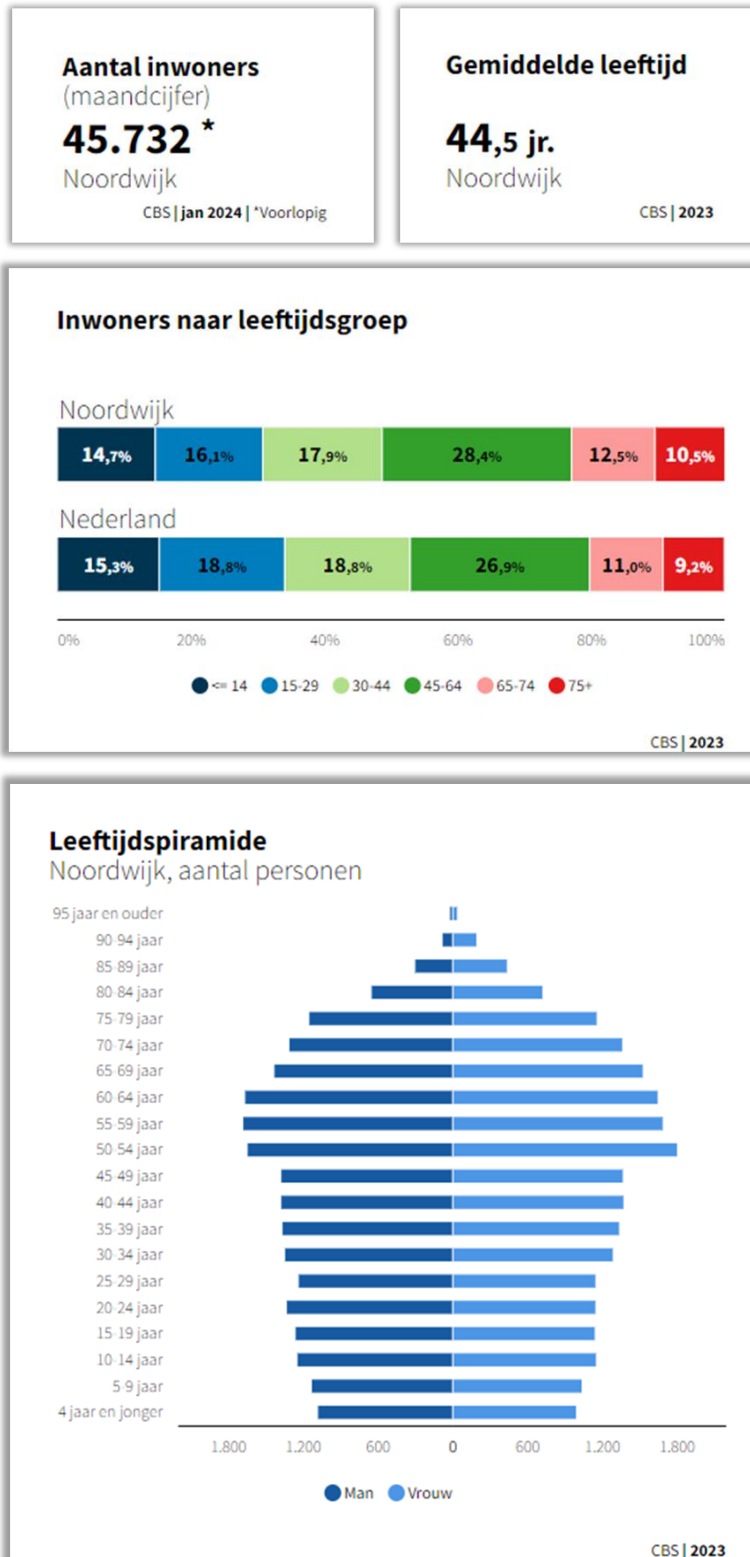 Aantal inwoners
(maandcijfer)
45.732 *
Noordwijk
CBS | jan 2024 | *Voorlopig
Gemiddelde leeftijd
44,5 jr.
Noordwijk
CBS | 2023
Inwoners naar leeftijdsgroep
Noordwijk
14,7% 16,1% 17,9% 28,4% 12,5% 10,5%
Nederland
15,3% 18,8% 18,8% 26,9% 11,0% 9,2%
0% 20% 40% 60% 80% 100%
<= 14 15-29 30-44 45-64 65-74 75+
CBS | 2023
Leeftijdspiramide
Noordwijk, aantal personen
95 jaar en ouder
90-94 jaar
85-89 jaar
80-84 jaar
75-79 jaar
70-74 jaar
65-69 jaar
60-64 jaar
55-59 jaar
50-54 jaar
45-49 jaar
40-44 jaar
35-39 jaar
30-34 jaar
25-29 jaar
20-24 jaar
15-19 jaar
10-14 jaar
5-9 jaar
4 jaar en jonger
1.800 1.200 600 0 600 1.200 1.800
Man Vrouw
CBS | 2023